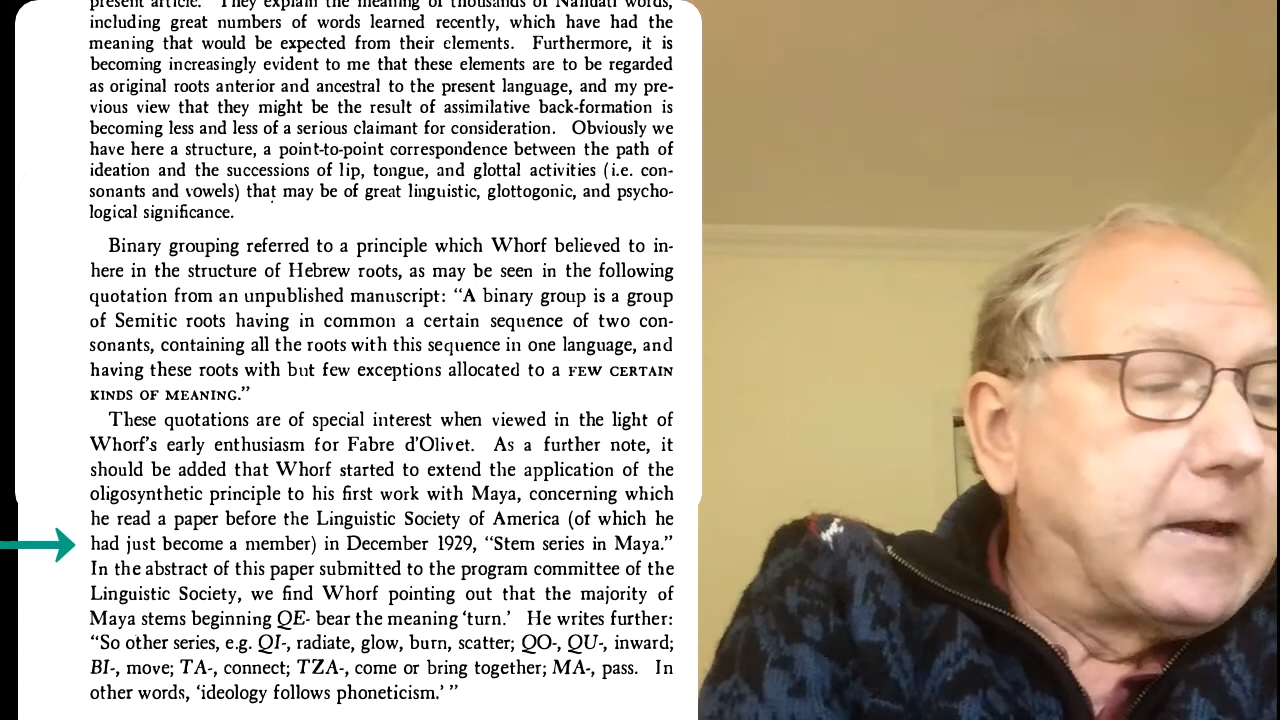 present article. They explain the meaning of thousands of Nahuatl words,
including great numbers of words learned recently, which have had the
meaning that would be expected from their elements. Furthermore, it is
becoming increasingly evident to me that these elements are to be regarded
as original roots anterior and ancestral to the present language, and my pre-
vious view that they might be the result of assimilative back-formation is
becoming less and less of a serious claimant for consideration. Obviously we
have here a structure, a point-to-point correspondence between the path of
ideation and the successions of lip, tongue, and glottal activities (i.e. con-
sonants and vowels) that may be of great linguistic, glottogonic, and psycho-
logical significance.
Binary grouping referred to a principle which Whorf believed to in-
here in the structure of Hebrew roots, as may be seen in the following
quotation from an unpublished manuscript: “A binary group is a group
of Semitic roots having in common a certain sequence of two con-
sonants, containing all the roots with this sequence in one language, and
having these roots with but few exceptions allocated to a FEW CERTAIN
KINDS OF MEANING.”
These quotations are of special interest when viewed in the light of
Whorf’s early enthusiasm for Fabre d’Olivet. As a further note, it
should be added that Whorf started to extend the application of the
oligosynthetic principle to his first work with Maya, concerning which
he read a paper before the Linguistic Society of America (of which he
had just become a member) in December 1929, “Stem series in Maya.”
In the abstract of this paper submitted to the program committee of the
Linguistic Society, we find Whorf pointing out that the majority of
Maya stems beginning QE- bear the meaning ‘turn.’ He writes further:
“So other series, e.g. QI-, radiate, glow, burn, scatter; QO-, QU-, inward;
BI-, move; TA-, connect; TZA-, come or bring together; MA-, pass. In
other words, ‘ideology follows phoneticism.’ ”